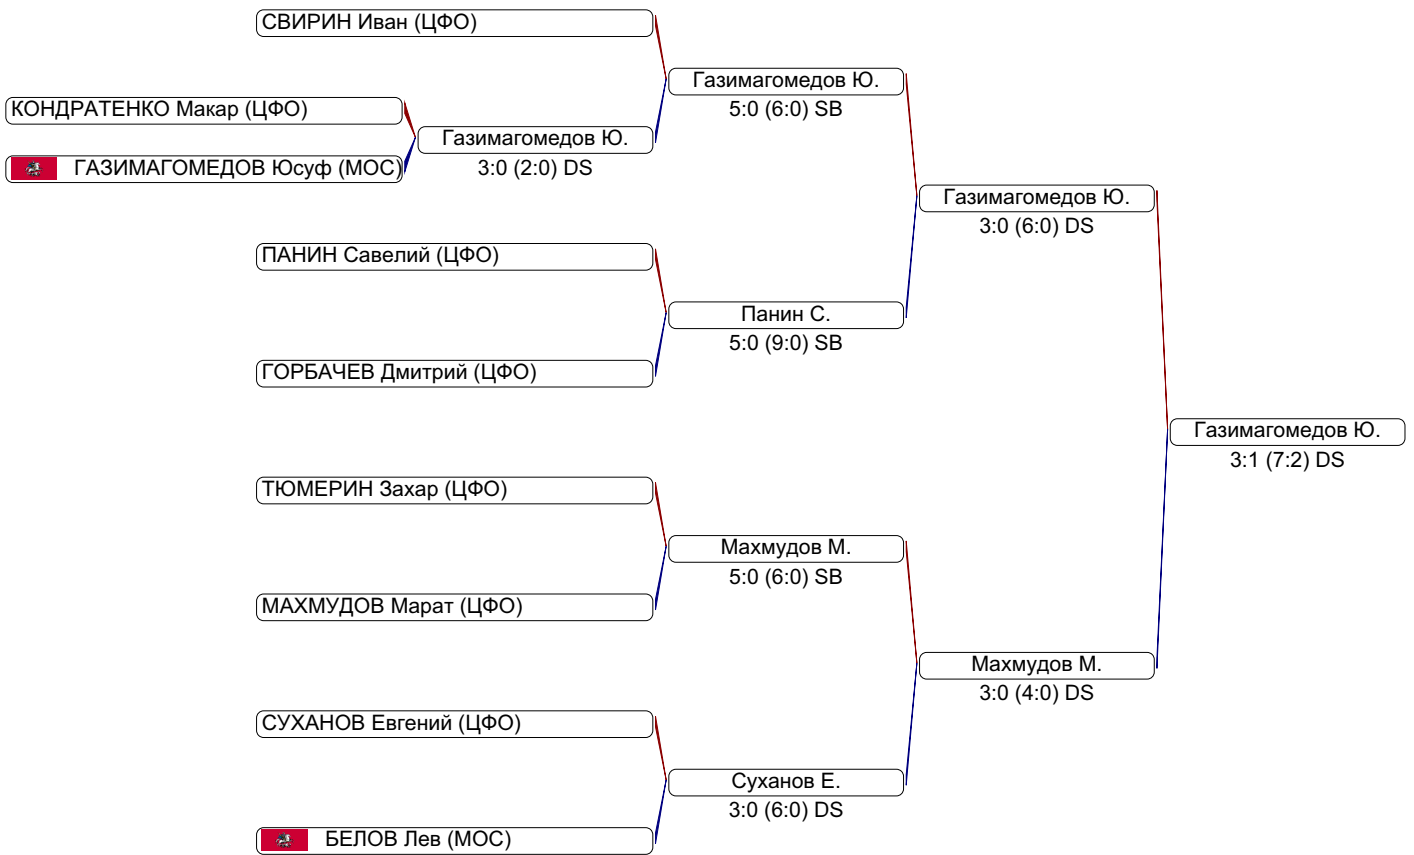 СВИРИН Иван (ЦФО)
Газимагомедов Ю.
5:0 (6:0) SB
КОНДРАТЕНКО Макар (ЦФО)
Газимагомедов Ю.
3:0 (2:0) DS
ГАЗИМАГОМЕДОВ Юсуф (МОС)
Газимагомедов Ю.
3:0 (6:0) DS
ПАНИН Савелий (ЦФО)
Панин С.
5:0 (9:0) SB
ГОРБАЧЕВ Дмитрий (ЦФО)
Газимагомедов Ю.
3:1 (7:2) DS
ТЮМЕРИН Захар (ЦФО)
Махмудов М.
5:0 (6:0) SB
МАХМУДОВ Марат (ЦФО)
Махмудов М.
3:0 (4:0) DS
СУХАНОВ Евгений (ЦФО)
Суханов Е.
3:0 (6:0) DS
БЕЛОВ Лев (МОС)